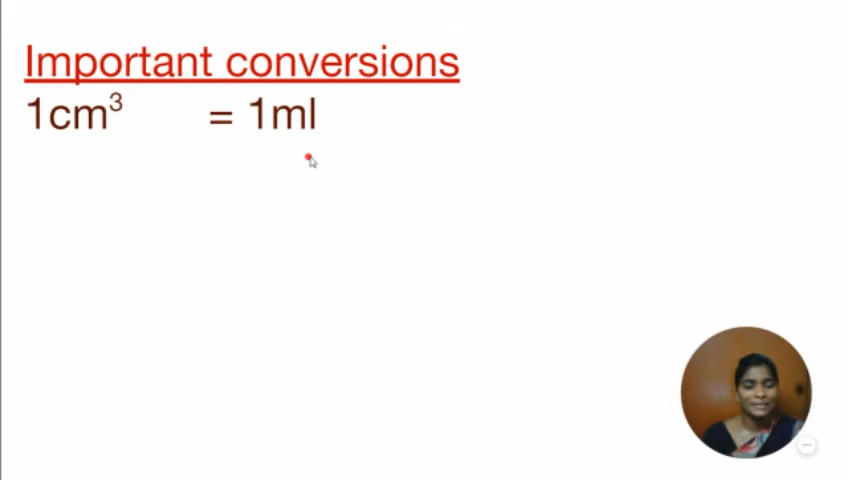 Important conversions
1cm³ = 1ml